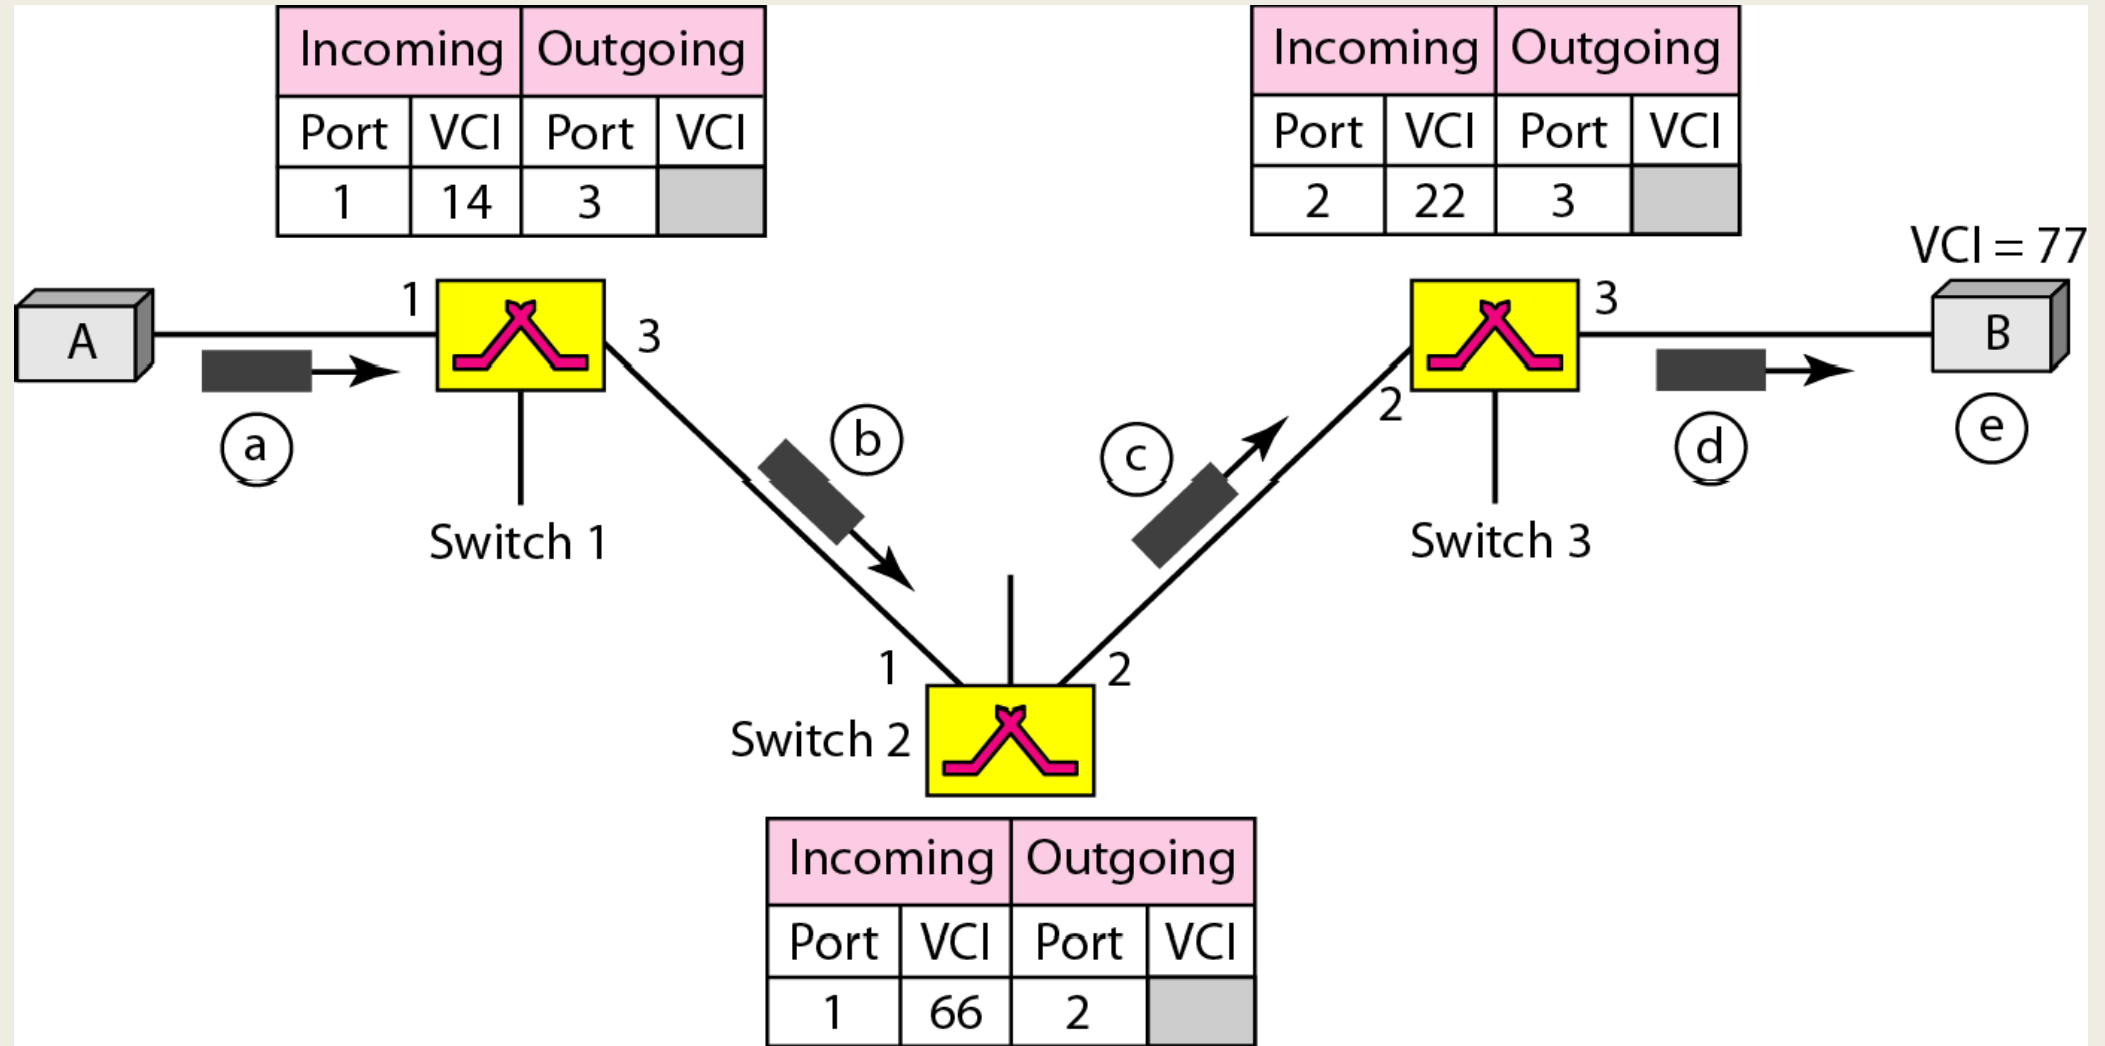 Incoming Outgoing
Port VCI Port VCI
1 14 3
Incoming Outgoing
Port VCI Port VCI
2 22 3
VCI = 77
A
1
3
a
Switch 1
b
c
2
3
B
d
e
Switch 3
1
2
Switch 2
Incoming Outgoing
Port VCI Port VCI
1 66 2